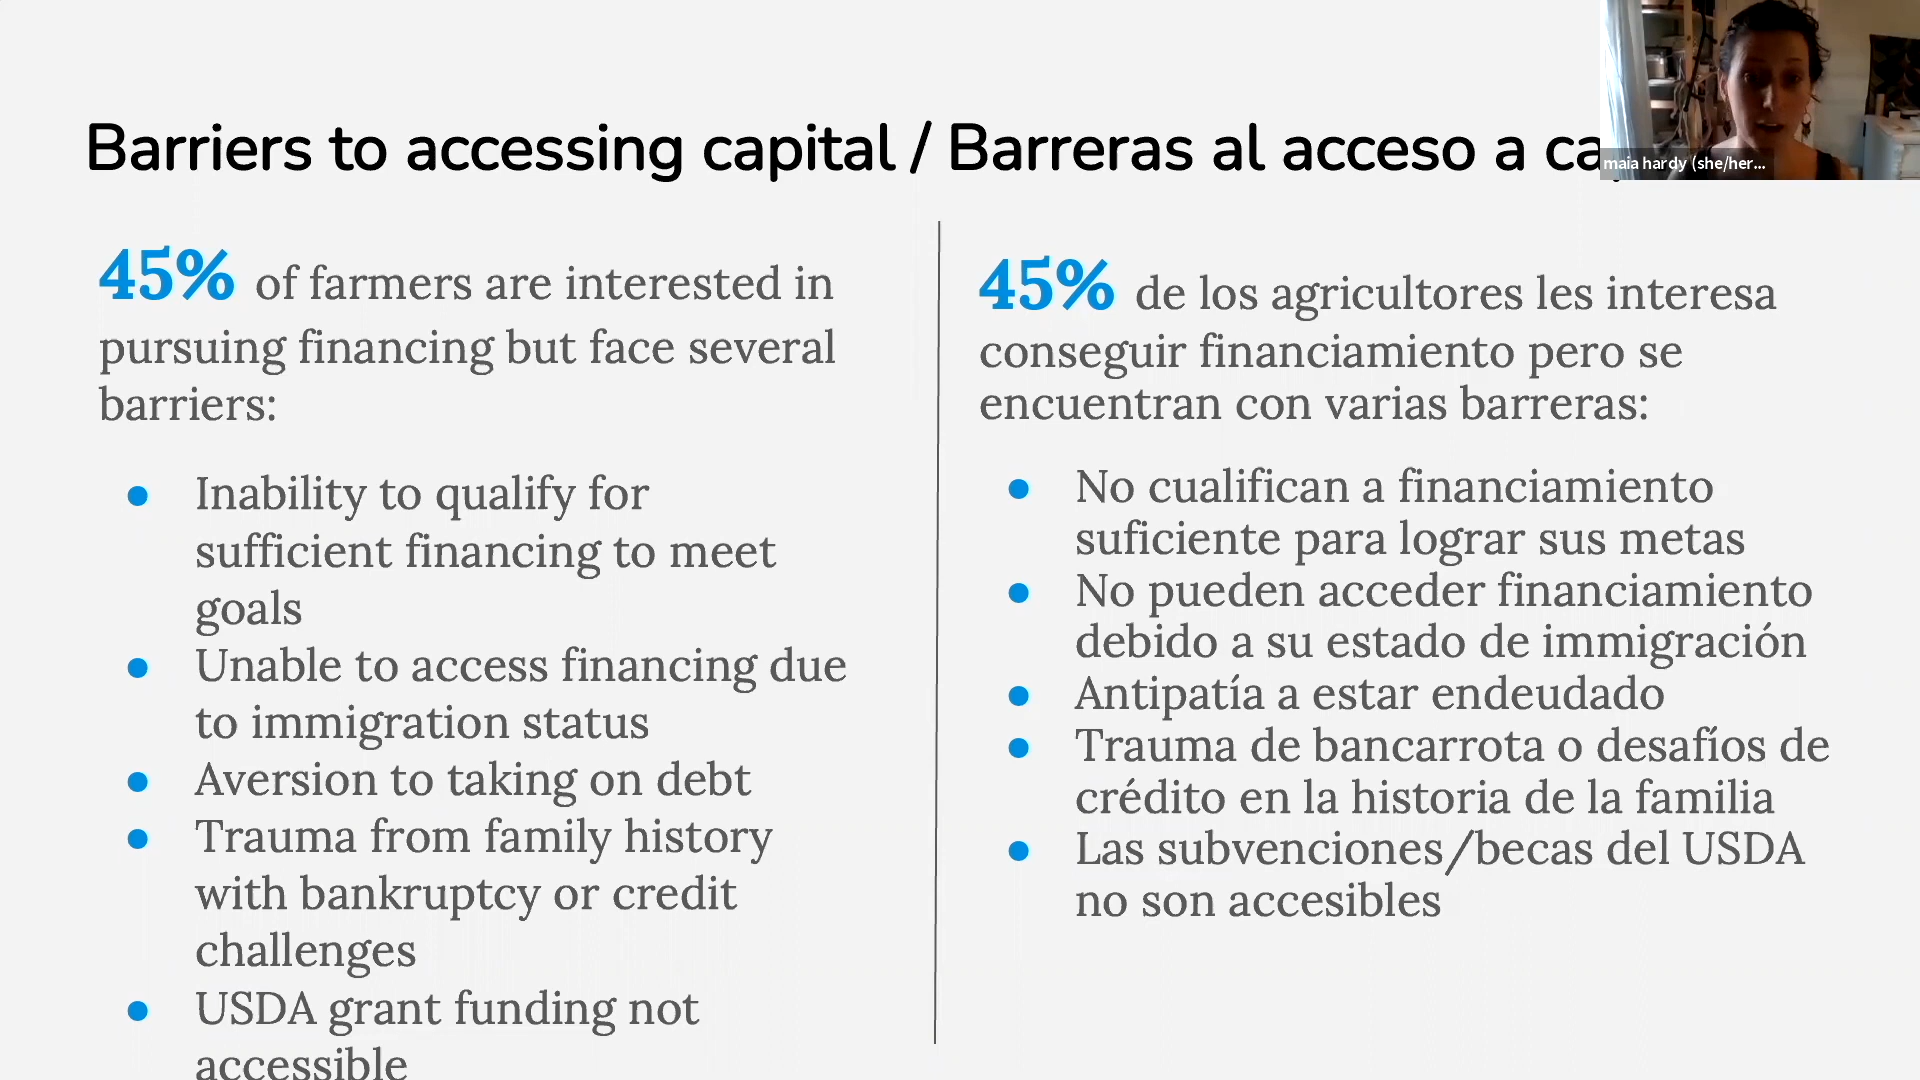 Barriers to accessing capital / Barreras al acceso a
maia hardy (she/her...
45% of farmers are interested in
pursuing financing but face several
barriers:
● Inability to qualify for
sufficient financing to meet
goals
● Unable to access financing due
to immigration status
● Aversion to taking on debt
● Trauma from family history
with bankruptcy or credit
challenges
● USDA grant funding not
accessible
45% de los agricultores les interesa
conseguir financiamiento pero se
encuentran con varias barreras:
● No cualifican a financiamiento
suficiente para lograr sus metas
● No pueden acceder financiamiento
debido a su estado de immigración
● Antipatía a estar endeudado
● Trauma de bancarrota o desafíos de
crédito en la historia de la familia
● Las subvenciones/becas del USDA
no son accesibles